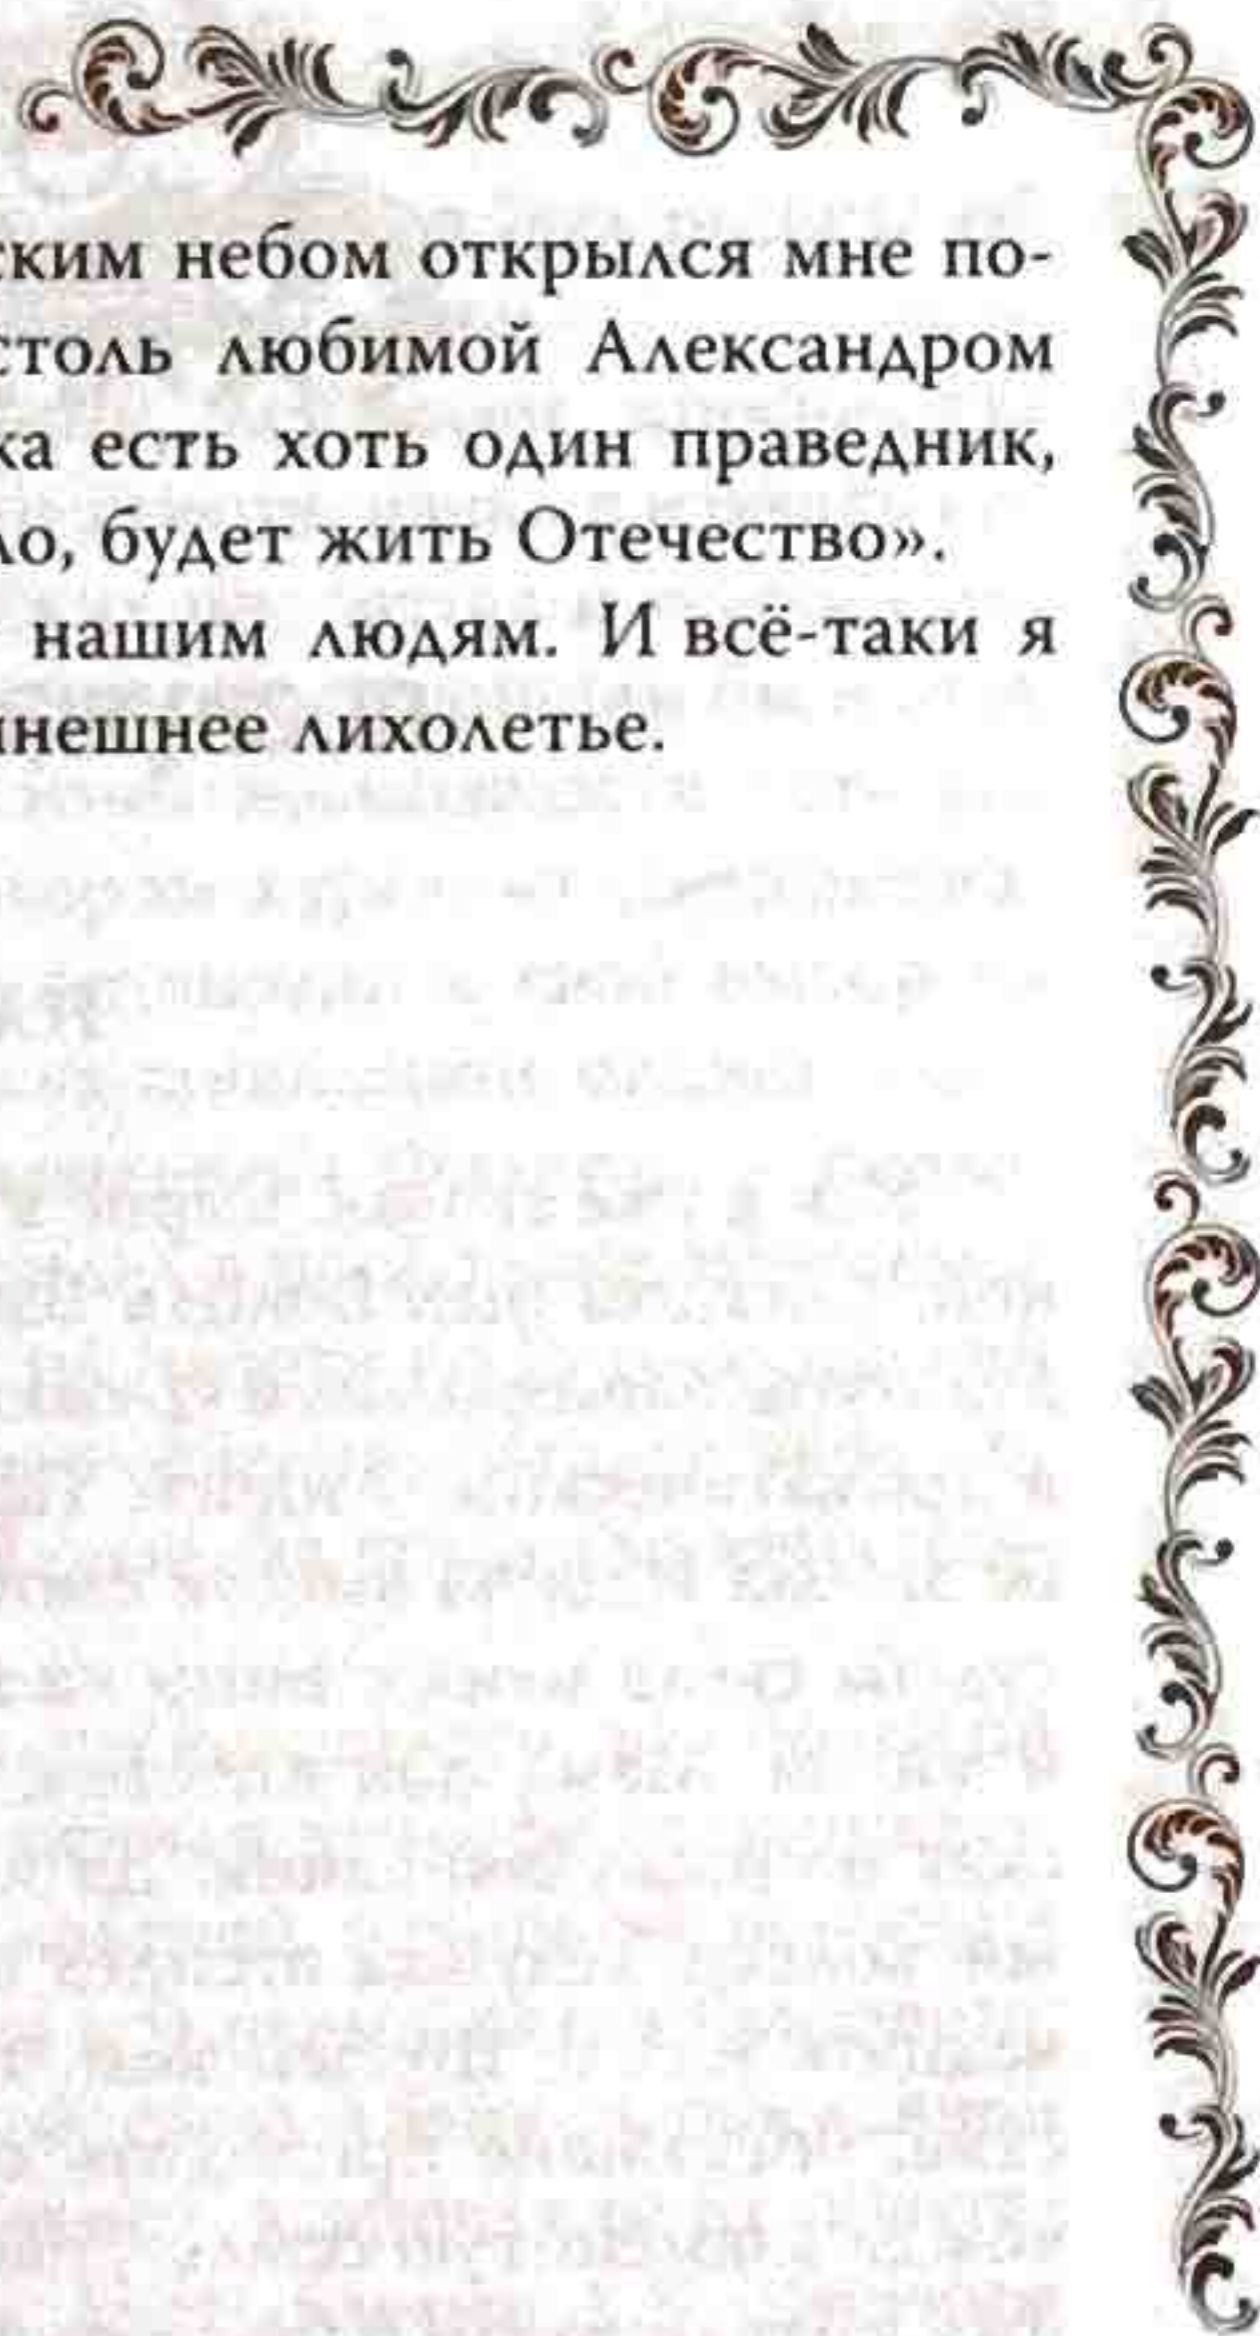 ским небом открылся мне по-
столь любимой Александром
ка есть хоть один праведник,
ло, будет жить Отечество».
нашим людям. И всё-таки я
нешнее лихолетье.